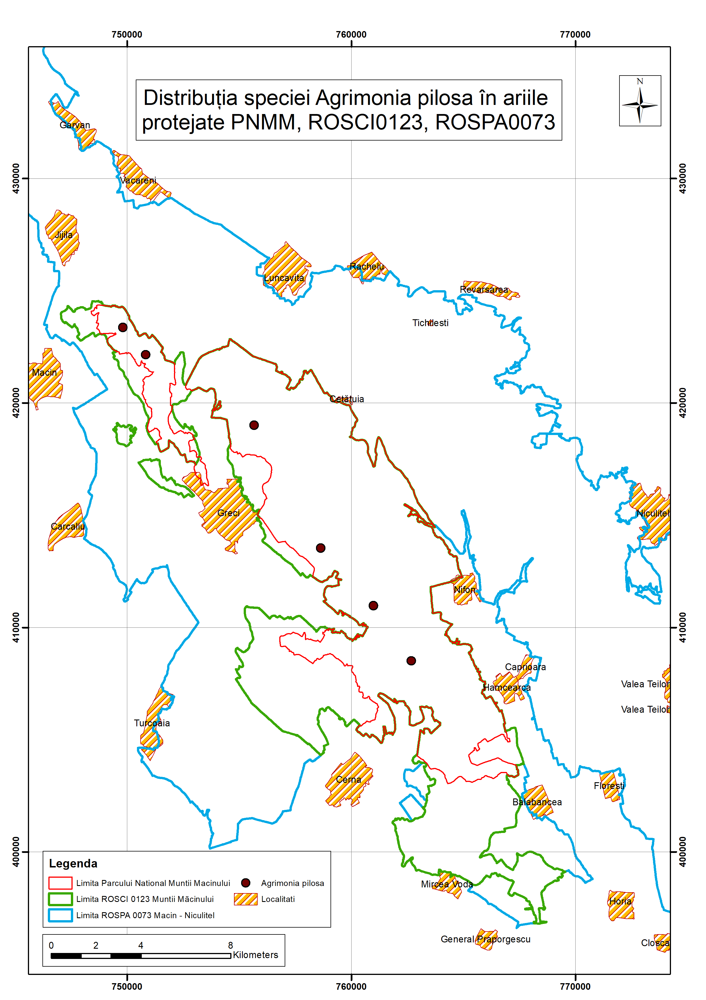 750000
760000
770000
N
Distribuția speciei Agrimonia pilosa în ariile
protejate PNMM, ROSCI0123, ROSPA0073
Garvan
430000
430000
Vacareni
Jijila
Rachelu
Luncavita
Revarsarea
Tichilesti
Macin
Cetățuia
420000
420000
Greci
Niculitel
Carcaliu
Nifon
410000
410000
Caprioara
Valea Teilor
Hamcearca
Valea Teilor
Turcoaia
Cerna
Floresti
Balabancea
400000
400000
Legenda
Limita Parcului National Muntii Macinului
Agrimonia pilosa
Limita ROSCI 0123 Muntii Măcinului
Localitati
Limita ROSPA 0073 Macin - Niculitel
Mircea Voda
Horia
General Praporgescu
Closca
0
2
4
8
Kilometers
750000
760000
770000